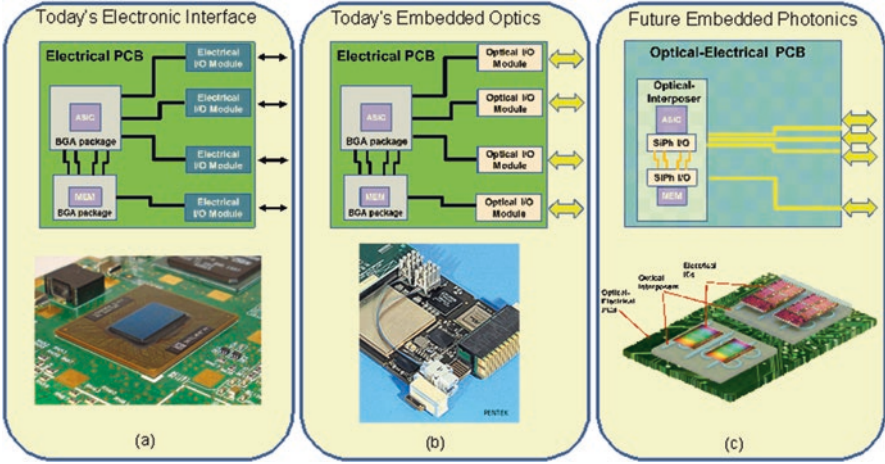 Today's Electronic Interface
Electrical PCB
Electrical
I/O Module
Electrical
I/O Module
Electrical
I/O Module
Electrical
I/O Module
ASIC
BGA package
MEM
BGA package
(a)
Today's Embedded Optics
Electrical PCB
Optical I/O
Module
Optical I/O
Module
Optical I/O
Module
Optical I/O
Module
ASIC
BGA package
MEM
BGA package
PENTEK
(b)
Future Embedded Photonics
Optical-Electrical PCB
Optical-
Interposer
ASIC
SiPh I/O
SiPh I/O
MEM
Electrical
ICs
Optical
Interposers
Optical-
Electrical
PCB
(c)